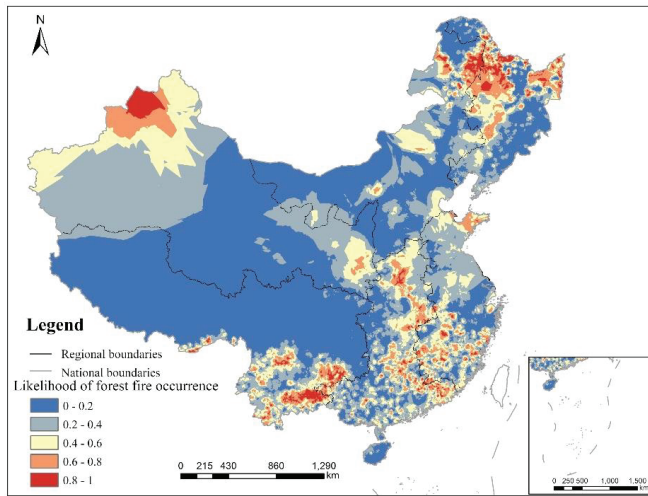 N
Legend
Regional boundaries
National boundaries
Likelihood of forest fire occurrence
0 - 0.2
0.2 - 0.4
0.4 - 0.6
0.6 - 0.8
0.8 - 1
0 215 430 860 1,290
km
0 250 500 1,000 1,500
km